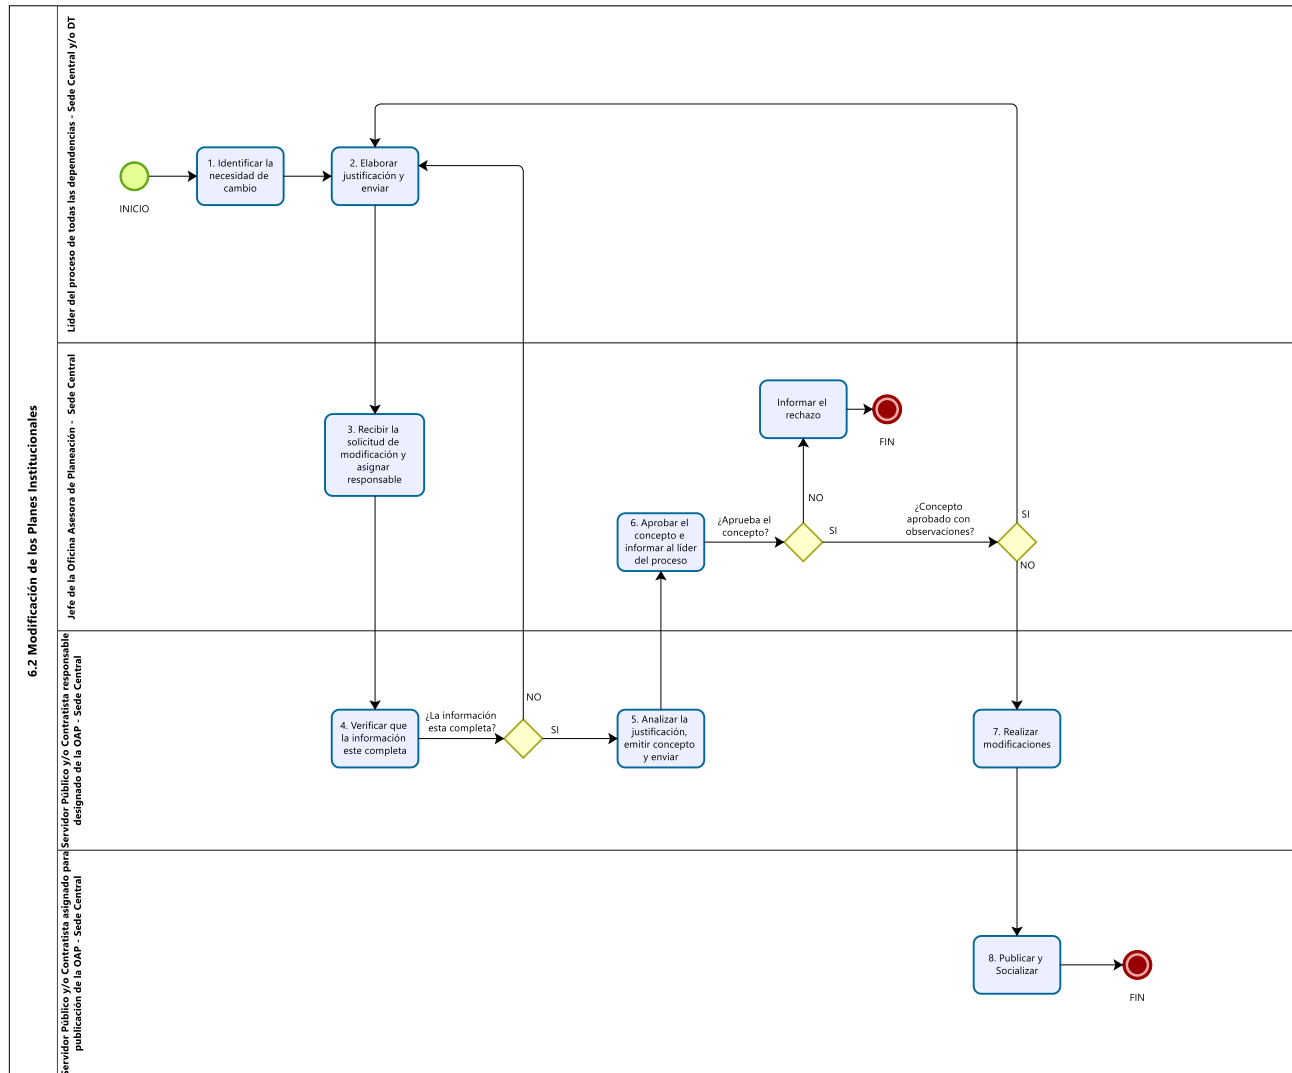 6.2 Modificación de los Planes Institucionales
Líder del proceso de todas las dependencias - Sede Central y/o DT
INICIO
1. Identificar la
necesidad de
cambio
2. Elaborar
justificación y
enviar
Jefe de la Oficina Asesora de Planeación - Sede Central
3. Recibir la
solicitud de
modificación y
asignar
responsable
Informar el
rechazo
FIN
NO
6. Aprobar el
concepto e
informar al líder
del proceso
¿Aprueba el
concepto?
SI
¿Concepto
aprobado con
observaciones?
SI
NO
Servidor Público y/o Contratista responsable
designado de la OAP - Sede Central
4. Verificar que
la información
este completa
¿La información
esta completa?
NO
SI
5. Analizar la
justificación,
emitir concepto
y enviar
7. Realizar
modificaciones
Servidor Público y/o Contratista asignado para
publicación de la OAP - Sede Central
8. Publicar y
Socializar
FIN